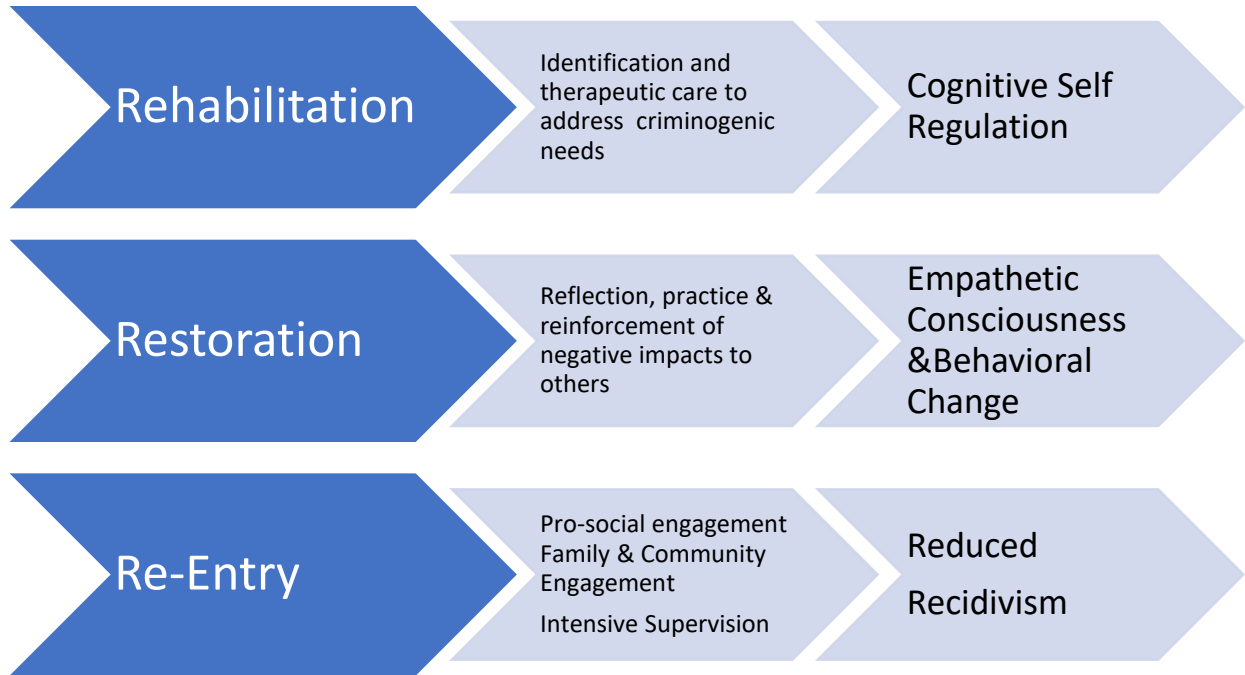 Rehabilitation
Identification and
therapeutic care to
address  criminogenic
needs
Cognitive Self
Regulation
Restoration
Reflection, practice &
reinforcement of
negative impacts to
others
Empathetic
Consciousness
&Behavioral
Change
Re-Entry
Pro-social engagement
Family & Community
Engagement
Intensive Supervision
Reduced
Recidivism